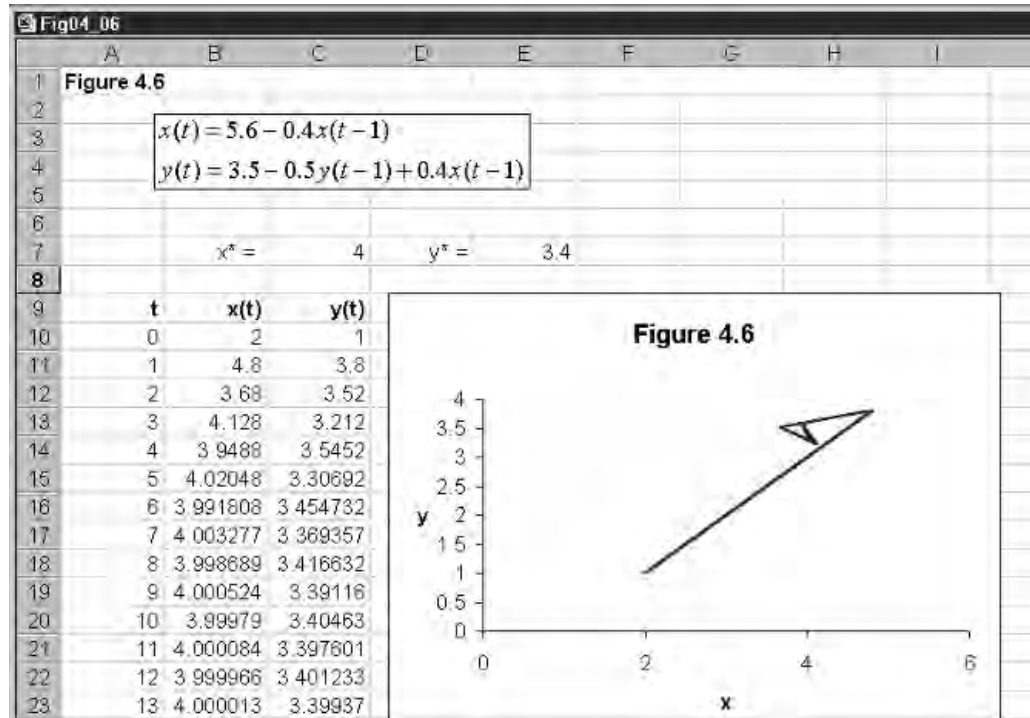 Fig04_06
A B C D E F G H I
1 Figure 4.6
2
3 x(t) = 5.6 − 0.4x(t − 1)
4 y(t) = 3.5 − 0.5y(t − 1) + 0.4x(t − 1)
5
6
7 x* = 4 y* = 3.4
8
9 t x(t) y(t)
10 0 2 1
11 1 4.8 3.8
12 2 3.68 3.52
13 3 4.128 3.212
14 4 3.9488 3.5452
15 5 4.02048 3.30692
16 6 3.991808 3.454732
17 7 4.003277 3.369357
18 8 3.998689 3.416632
19 9 4.000524 3.39116
20 10 3.99979 3.40463
21 11 4.000084 3.397601
22 12 3.999966 3.401233
23 13 4.000013 3.39937
Figure 4.6
4
3.5
3
2.5
2
1.5
1
0.5
0
y
0 2 4 6
x